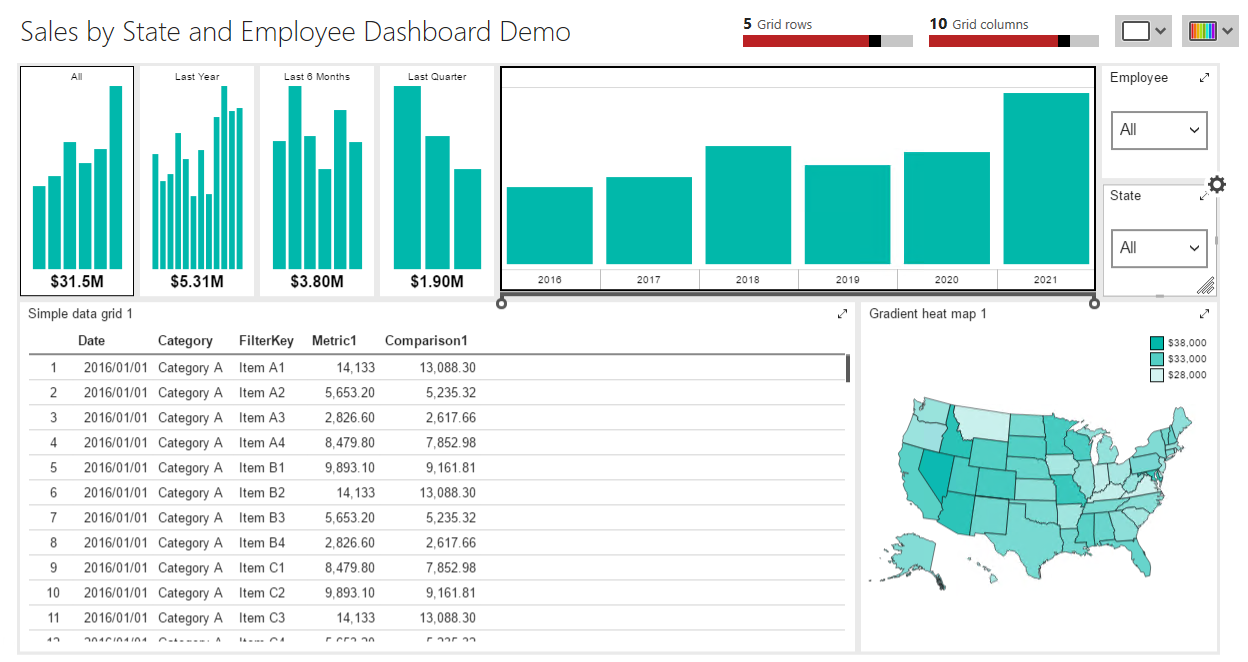 Sales by State and Employee Dashboard Demo
5 Grid rows
10 Grid columns
All
Last Year
Last 6 Months
Last Quarter
$31.5M
$5.31M
$3.80M
$1.90M
2016 2017 2018 2019 2020 2021
Employee
All
State
All
Simple data grid 1
Date Category FilterKey Metric1 Comparison1
1 2016/01/01 Category A Item A1 14,133 13,088.30
2 2016/01/01 Category A Item A2 5,653.20 5,235.32
3 2016/01/01 Category A Item A3 2,826.60 2,617.66
4 2016/01/01 Category A Item A4 8,479.80 7,852.98
5 2016/01/01 Category A Item B1 9,893.10 9,161.81
6 2016/01/01 Category A Item B2 14,133 13,088.30
7 2016/01/01 Category A Item B3 5,653.20 5,235.32
8 2016/01/01 Category A Item B4 2,826.60 2,617.66
9 2016/01/01 Category A Item C1 8,479.80 7,852.98
10 2016/01/01 Category A Item C2 9,893.10 9,161.81
11 2016/01/01 Category A Item C3 14,133 13,088.30
Gradient heat map 1
$38,000
$33,000
$28,000